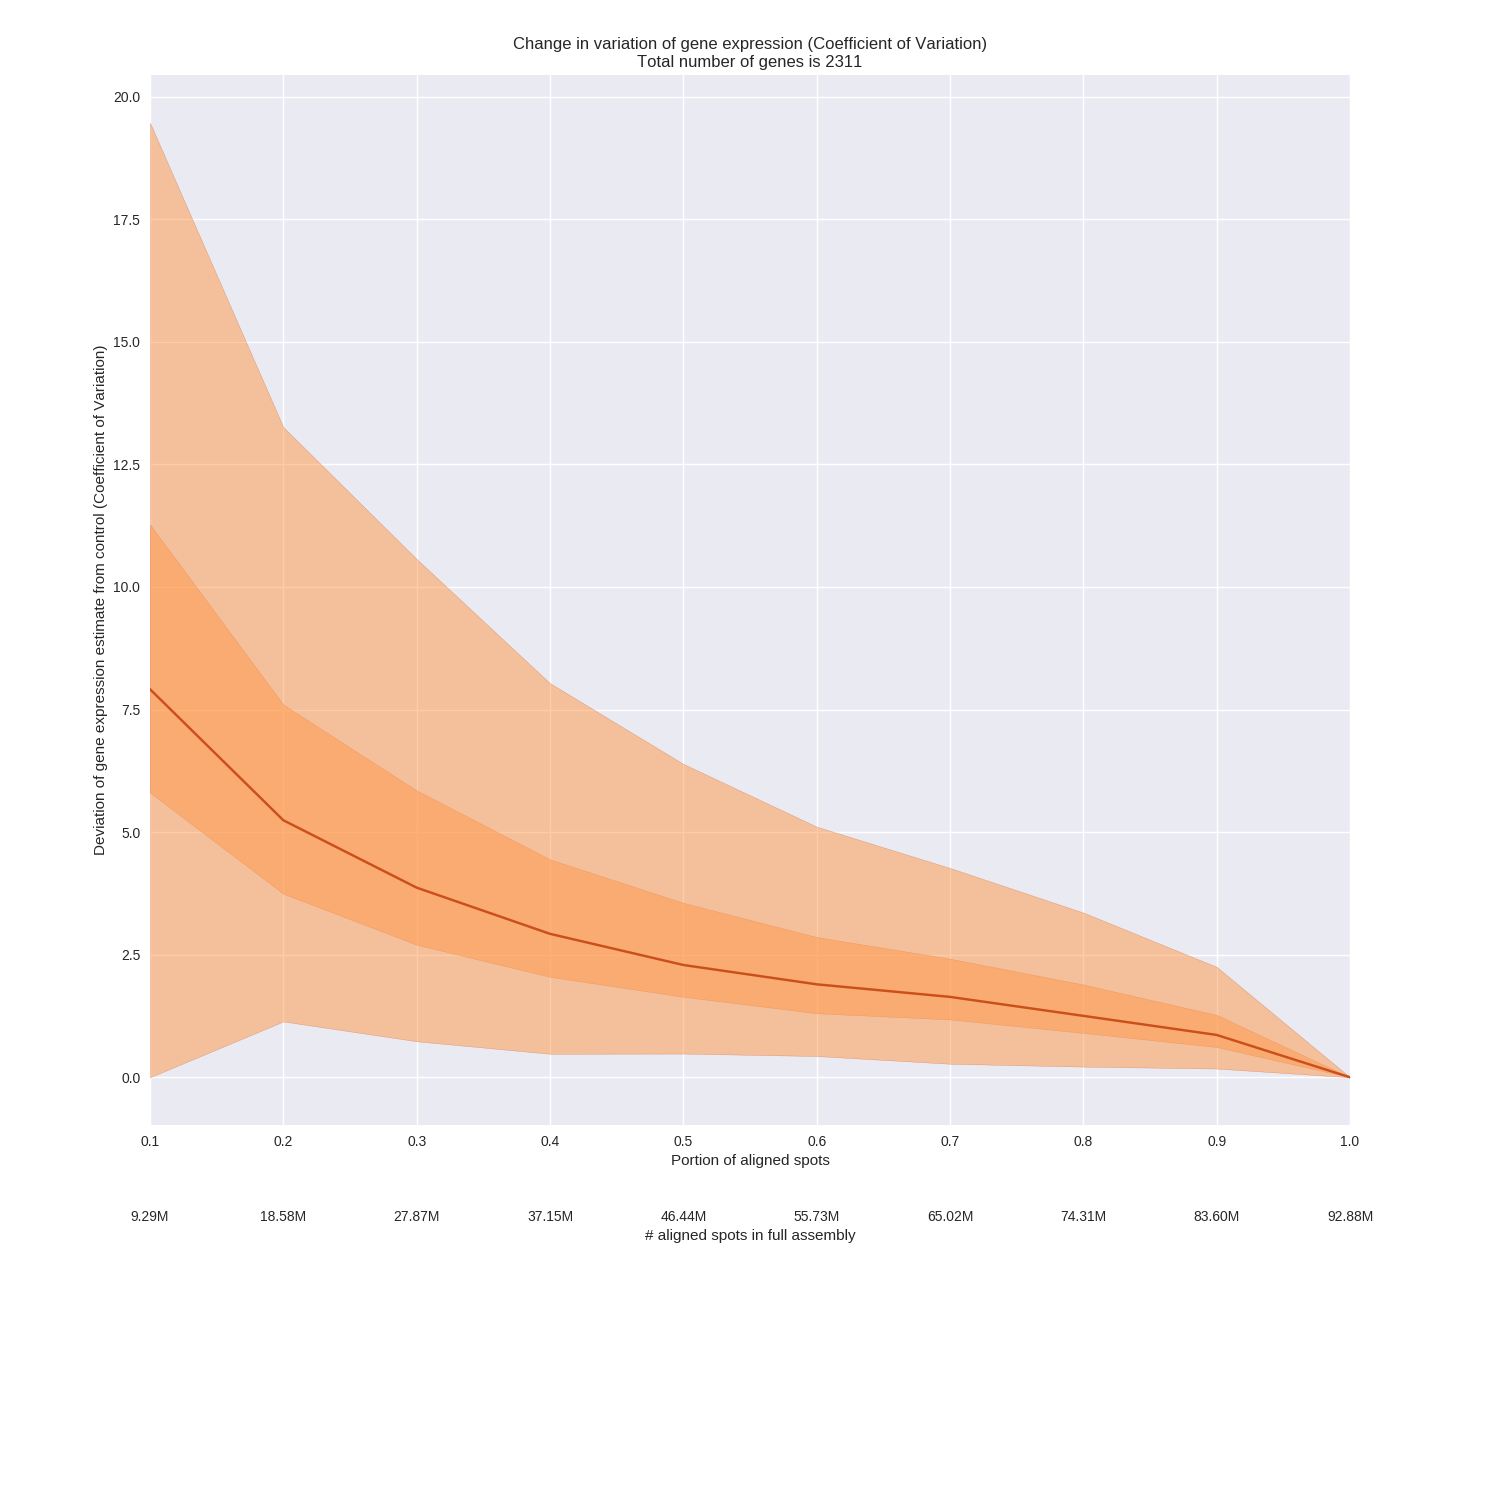 Change in variation of gene expression (Coefficient of Variation)
Total number of genes is 2311
20.0
17.5
15.0
12.5
10.0
7.5
5.0
2.5
0.0
Deviation of gene expression estimate from control (Coefficient of Variation)
0.1 0.2 0.3 0.4 0.5 0.6 0.7 0.8 0.9 1.0
Portion of aligned spots
9.29M 18.58M 27.87M 37.15M 46.44M 55.73M 65.02M 74.31M 83.60M 92.88M
# aligned spots in full assembly